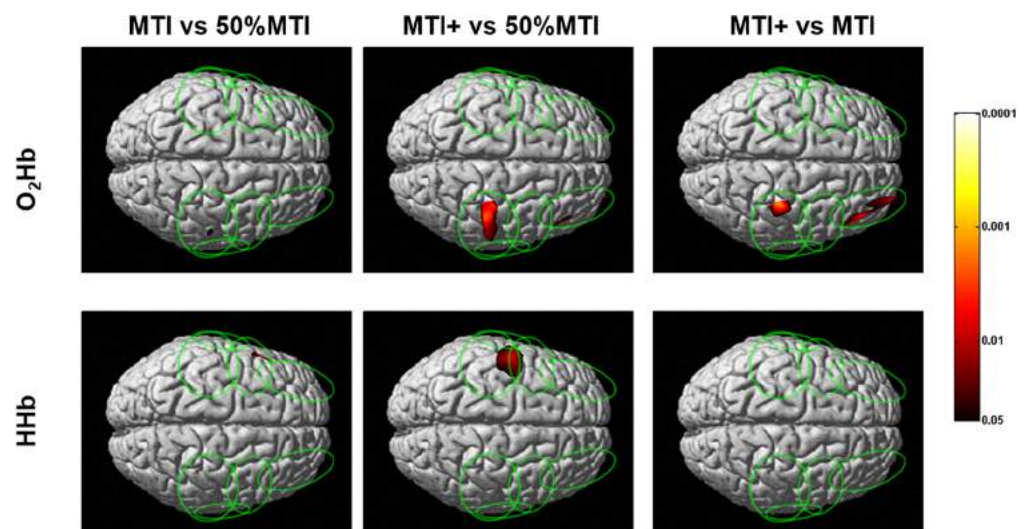 MTI vs 50%MTI
MTI+ vs 50%MTI
MTI+ vs MTI
O₂Hb
HHb
0.0001
0.001
0.01
0.05